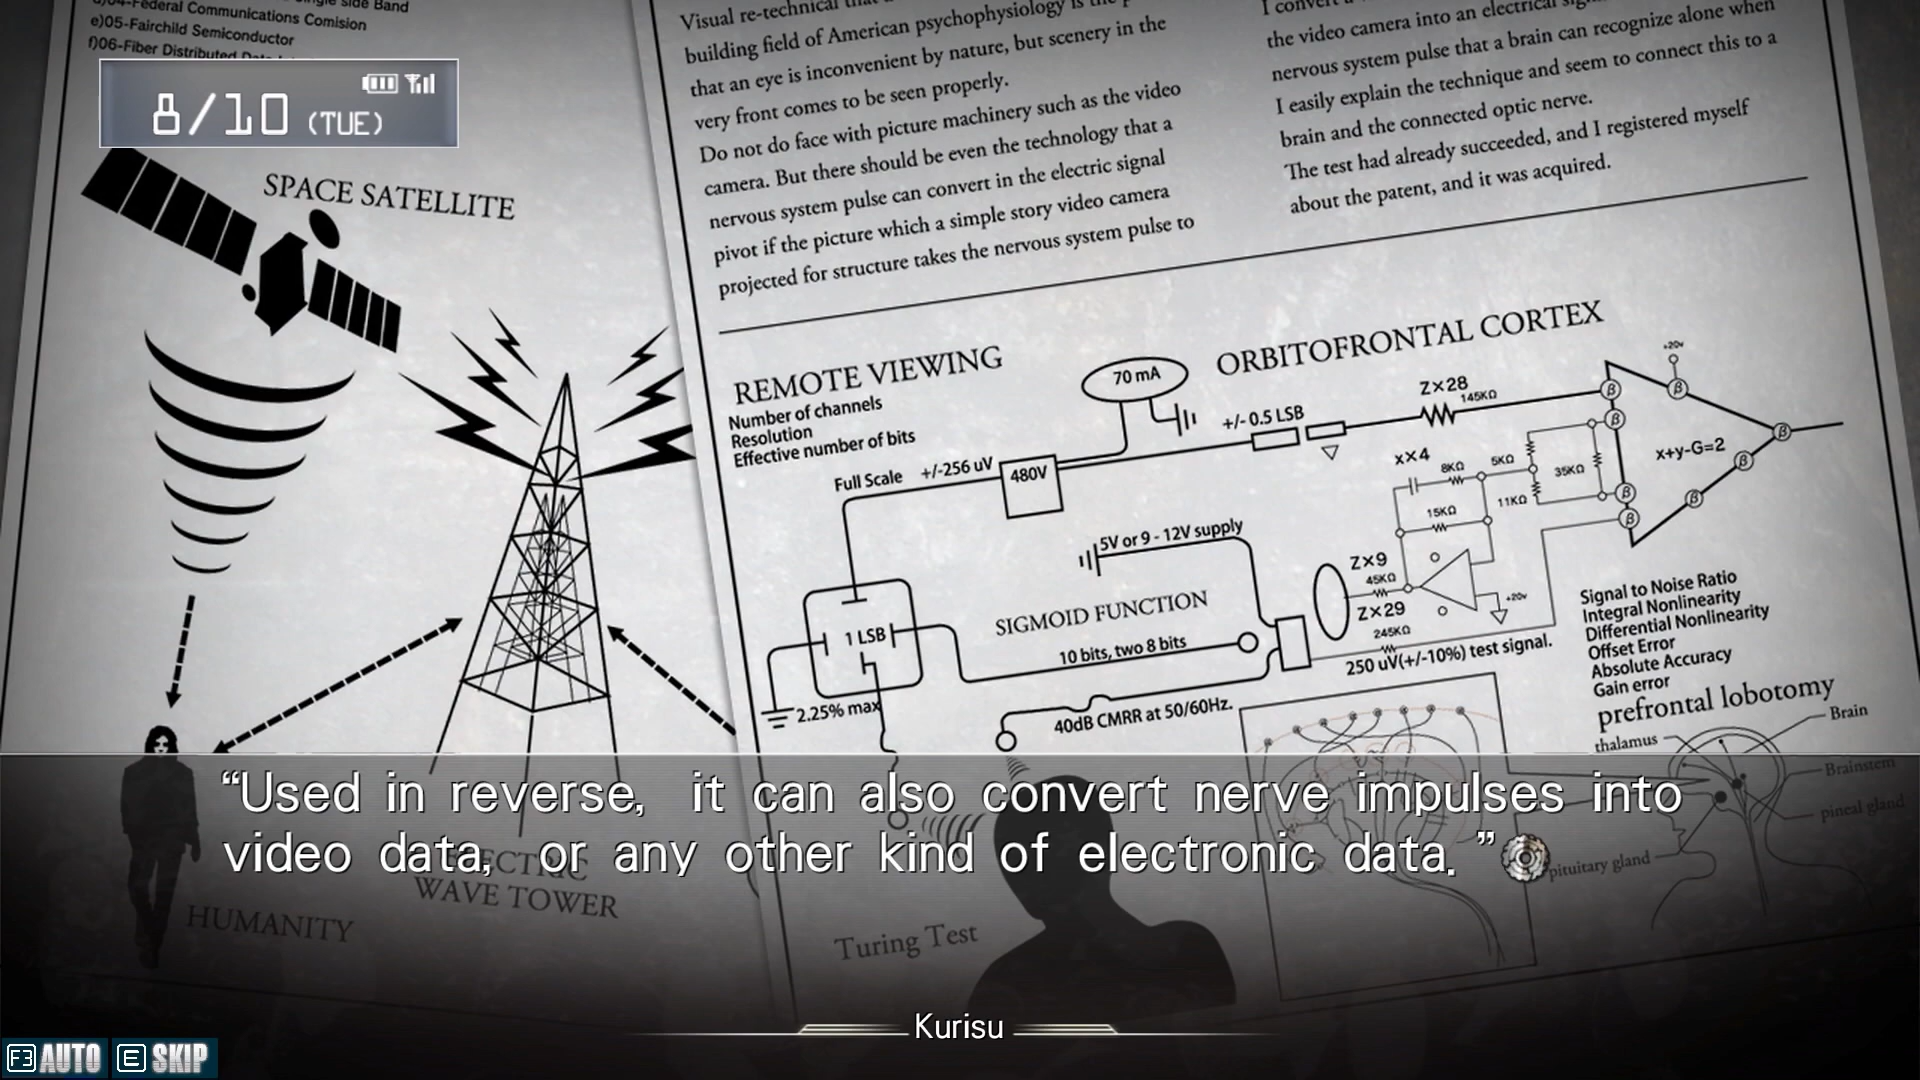 Single Side Band
d)04-Federal Communications Comision
e)05-Fairchild Semiconductor
f)06-Fiber Distributed
8/10 (TUE)
SPACE SATELLITE
ELECTRIC
WAVE TOWER
HUMANITY
Visual re-technical that
building field of American psychophysiology is the
that an eye is inconvenient by nature, but scenery in the
very front comes to be seen properly.
Do not do face with picture machinery such as the video
camera. But there should be even the technology that a
nervous system pulse can convert in the electric signal
pivot if the picture which a simple story video camera
projected for structure takes the nervous system pulse to
I convert a
the video camera into an electrical
nervous system pulse that a brain can recognize alone when
I easily explain the technique and seem to connect this to a
brain and the connected optic nerve.
The test had already succeeded, and I registered myself
about the patent, and it was acquired.
REMOTE VIEWING
Number of channels
Resolution
Effective number of bits
70 mA
ORBITOFRONTAL CORTEX
+20v
Full Scale +/-256 uV
480V
+/- 0.5 LSB
Z×28
145KΩ
x×4
8KΩ
5KΩ
35KΩ
11KΩ
15KΩ
β
β
β
β
β
β
β
β
x+y-G=2
5V or 9 - 12V supply
SIGMOID FUNCTION
10 bits, two 8 bits
1 LSB
2.25% max
40dB CMRR at 50/60Hz.
Z×9
45KΩ
Z×29
245KΩ
+20v
250 uV(+/-10%) test signal.
Signal to Noise Ratio
Integral Nonlinearity
Differential Nonlinearity
Offset Error
Absolute Accuracy
Gain error
prefrontal lobotomy
thalamus
Brain
Brainstem
pineal gland
pituitary gland
Turing Test
“Used in reverse, it can also convert nerve impulses into
video data, or any other kind of electronic data.”
Kurisu
F3 AUTO E SKIP